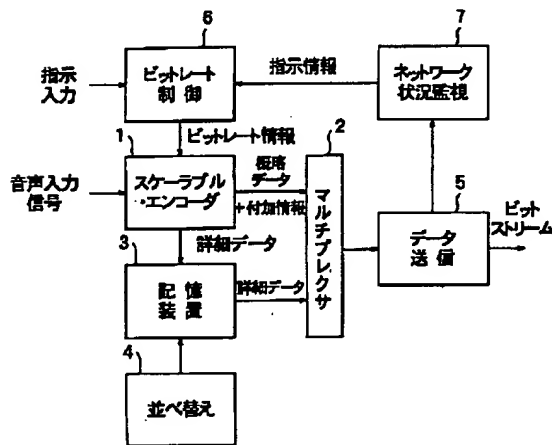 6
7
指示
入力
ビットレート
制御
指示情報
ネットワーク
状況監視
1
ビットレート情報
2
音声入力
信号
スケーラブル
・エンコーダ
概略
データ
+付加情報
マルチプレクサ
5
データ
送信
ビット
ストリーム
3
詳細データ
記憶
装置
詳細データ
4
並べ替え